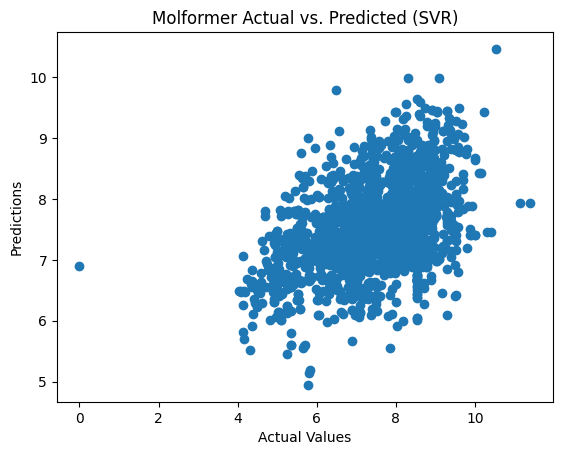 Molformer Actual vs. Predicted (SVR)
Predictions
10
9
8
7
6
5
0 2 4 6 8 10
Actual Values